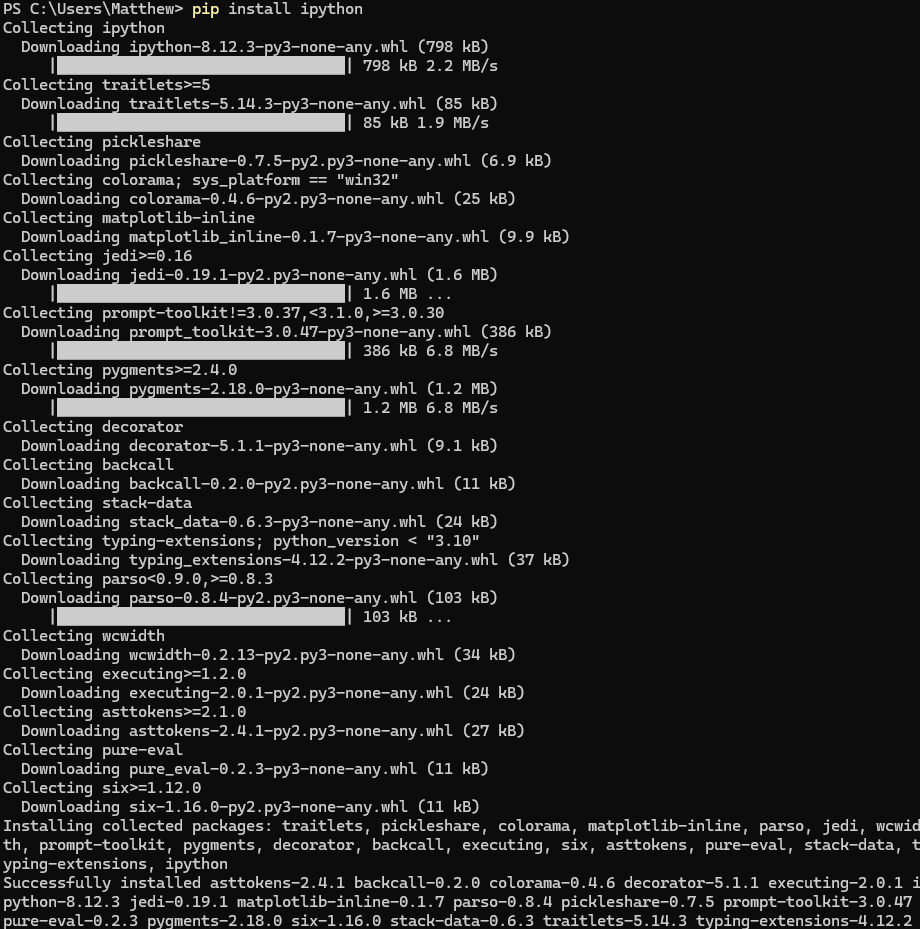 PS C:\Users\Matthew> pip install ipython
Collecting ipython
  Downloading ipython-8.12.3-py3-none-any.whl (798 kB)
     |████████████████████████████████| 798 kB 2.2 MB/s
Collecting traitlets>=5
  Downloading traitlets-5.14.3-py3-none-any.whl (85 kB)
     |████████████████████████████████| 85 kB 1.9 MB/s
Collecting pickleshare
  Downloading pickleshare-0.7.5-py2.py3-none-any.whl (6.9 kB)
Collecting colorama; sys_platform == "win32"
  Downloading colorama-0.4.6-py2.py3-none-any.whl (25 kB)
Collecting matplotlib-inline
  Downloading matplotlib_inline-0.1.7-py3-none-any.whl (9.9 kB)
Collecting jedi>=0.16
  Downloading jedi-0.19.1-py2.py3-none-any.whl (1.6 MB)
     |████████████████████████████████| 1.6 MB ...
Collecting prompt-toolkit!=3.0.37,<3.1.0,>=3.0.30
  Downloading prompt_toolkit-3.0.47-py3-none-any.whl (386 kB)
     |████████████████████████████████| 386 kB 6.8 MB/s
Collecting pygments>=2.4.0
  Downloading pygments-2.18.0-py3-none-any.whl (1.2 MB)
     |████████████████████████████████| 1.2 MB 6.8 MB/s
Collecting decorator
  Downloading decorator-5.1.1-py3-none-any.whl (9.1 kB)
Collecting backcall
  Downloading backcall-0.2.0-py2.py3-none-any.whl (11 kB)
Collecting stack-data
  Downloading stack_data-0.6.3-py3-none-any.whl (24 kB)
Collecting typing-extensions; python_version < "3.10"
  Downloading typing_extensions-4.12.2-py3-none-any.whl (37 kB)
Collecting parso<0.9.0,>=0.8.3
  Downloading parso-0.8.4-py2.py3-none-any.whl (103 kB)
     |████████████████████████████████| 103 kB ...
Collecting wcwidth
  Downloading wcwidth-0.2.13-py2.py3-none-any.whl (34 kB)
Collecting executing>=1.2.0
  Downloading executing-2.0.1-py2.py3-none-any.whl (24 kB)
Collecting asttokens>=2.1.0
  Downloading asttokens-2.4.1-py2.py3-none-any.whl (27 kB)
Collecting pure-eval
  Downloading pure_eval-0.2.3-py3-none-any.whl (11 kB)
Collecting six>=1.12.0
  Downloading six-1.16.0-py2.py3-none-any.whl (11 kB)
Installing collected packages: traitlets, pickleshare, colorama, matplotlib-inline, parso, jedi, wcwid
th, prompt-toolkit, pygments, decorator, backcall, executing, six, asttokens, pure-eval, stack-data, t
yping-extensions, ipython
Successfully installed asttokens-2.4.1 backcall-0.2.0 colorama-0.4.6 decorator-5.1.1 executing-2.0.1 i
python-8.12.3 jedi-0.19.1 matplotlib-inline-0.1.7 parso-0.8.4 pickleshare-0.7.5 prompt-toolkit-3.0.47
pure-eval-0.2.3 pygments-2.18.0 six-1.16.0 stack-data-0.6.3 traitlets-5.14.3 typing-extensions-4.12.2